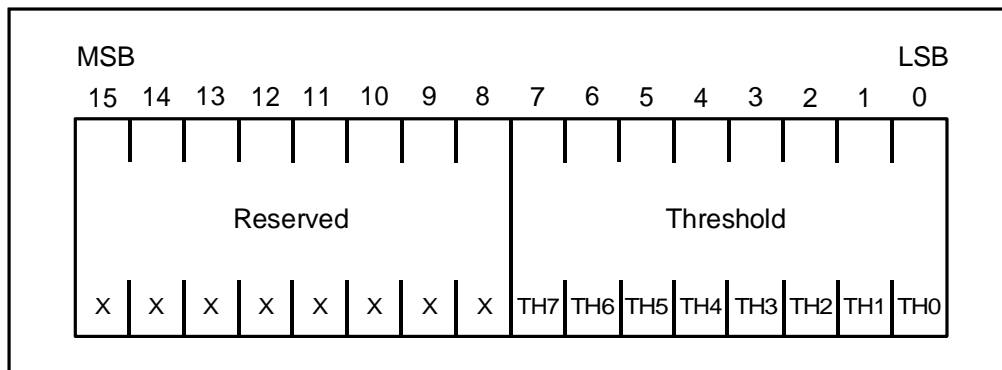 MSB LSB
15 14 13 12 11 10 9 8 7 6 5 4 3 2 1 0
Reserved Threshold
X X X X X X X X TH7 TH6 TH5 TH4 TH3 TH2 TH1 TH0